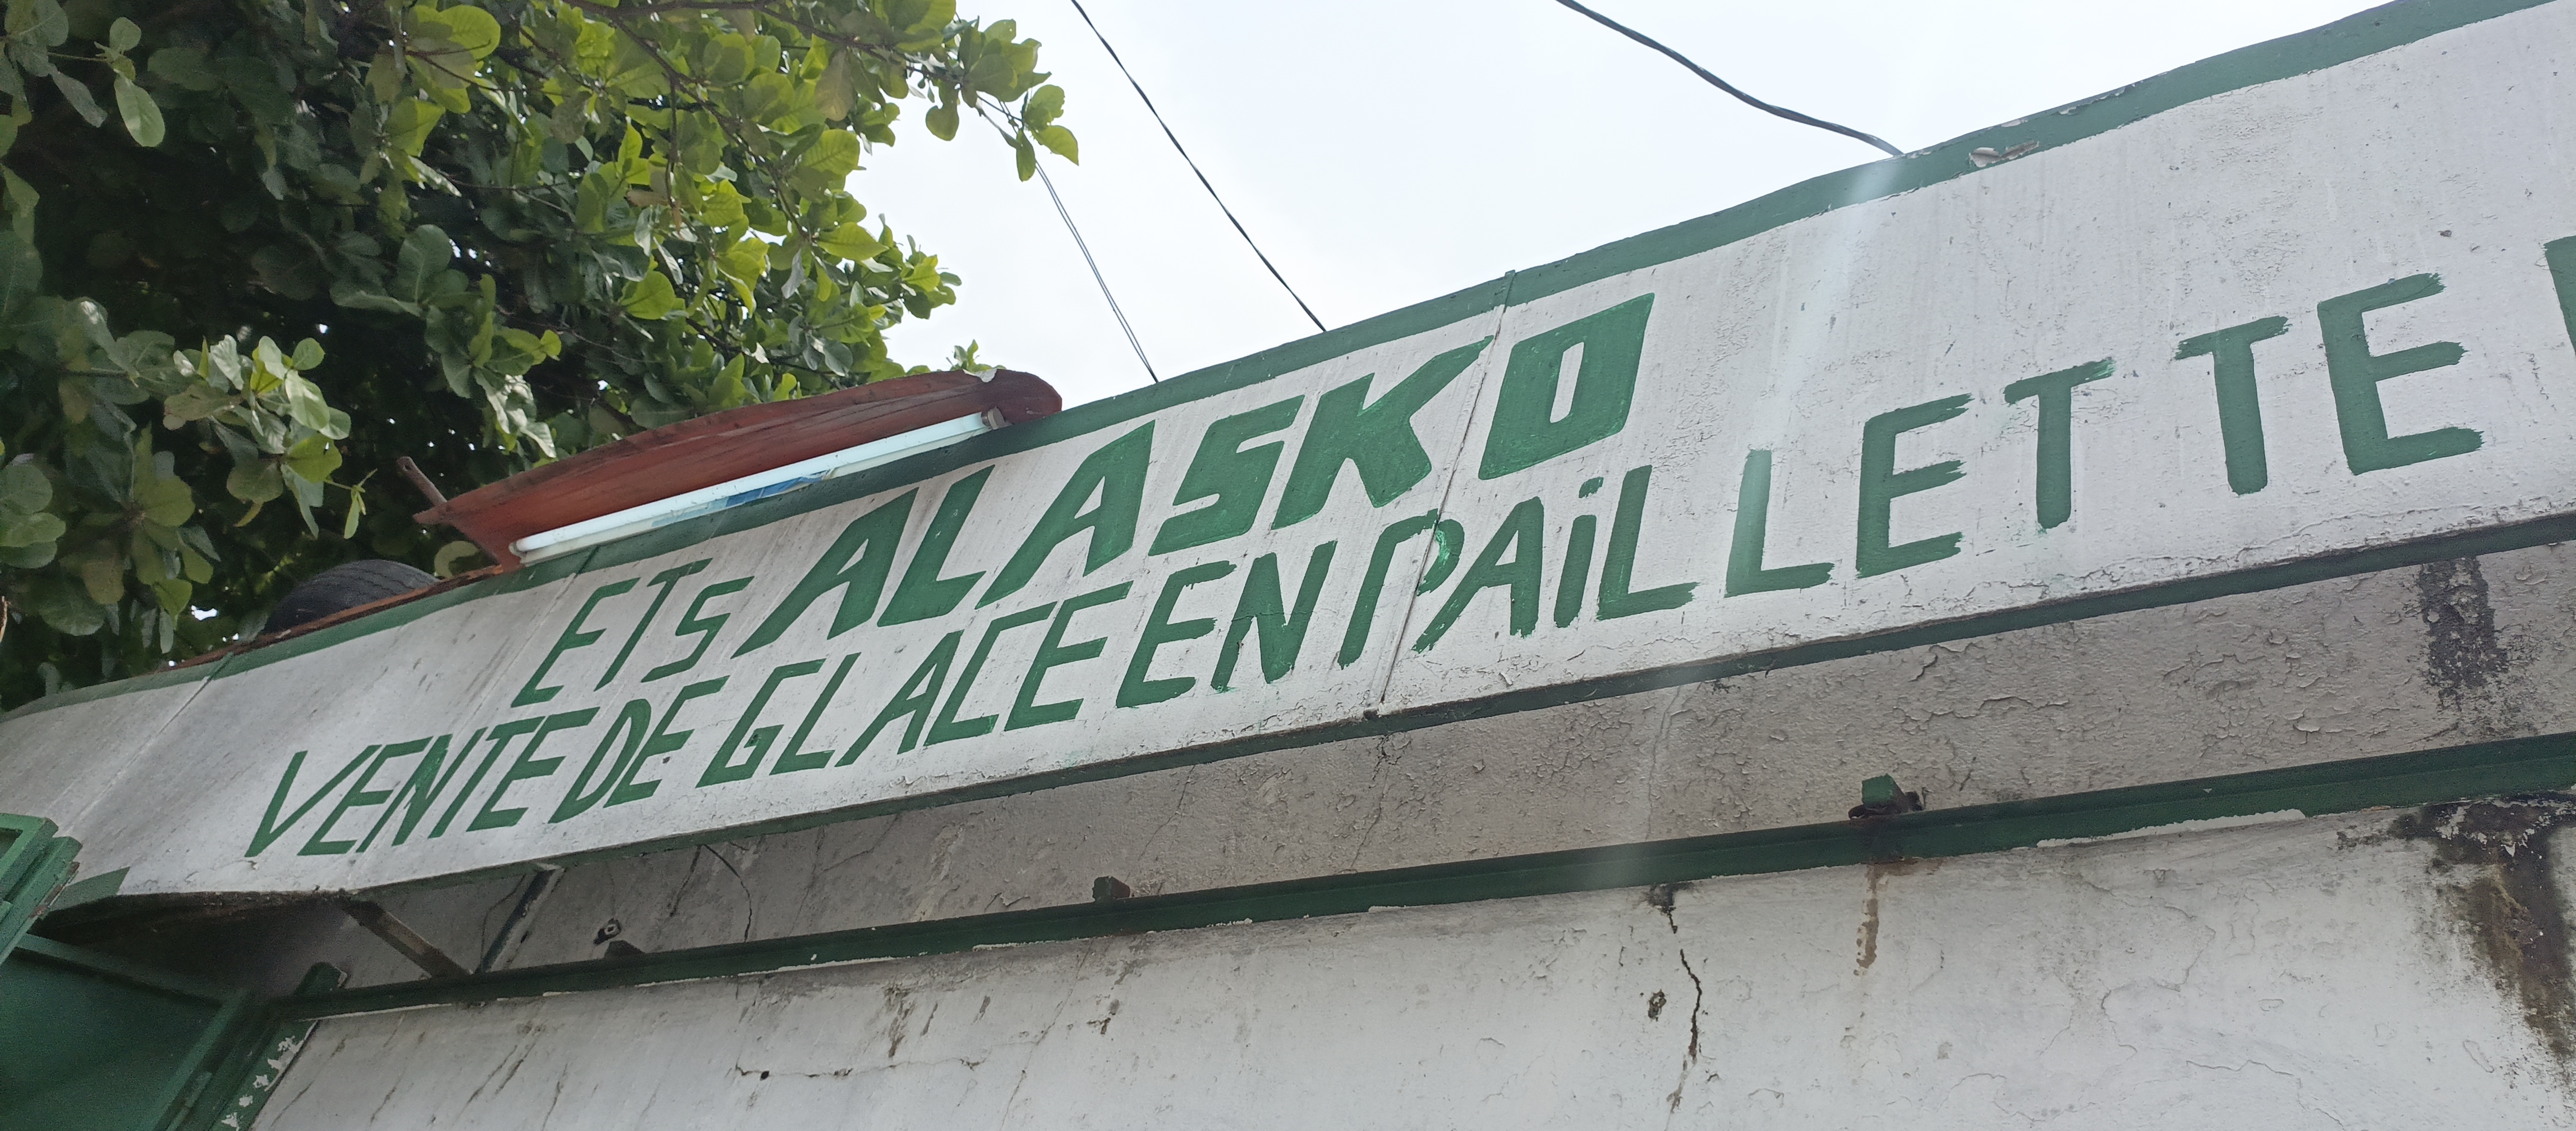 ETS ALASKO
VENTE DE GLACE EN PAiLLETTE